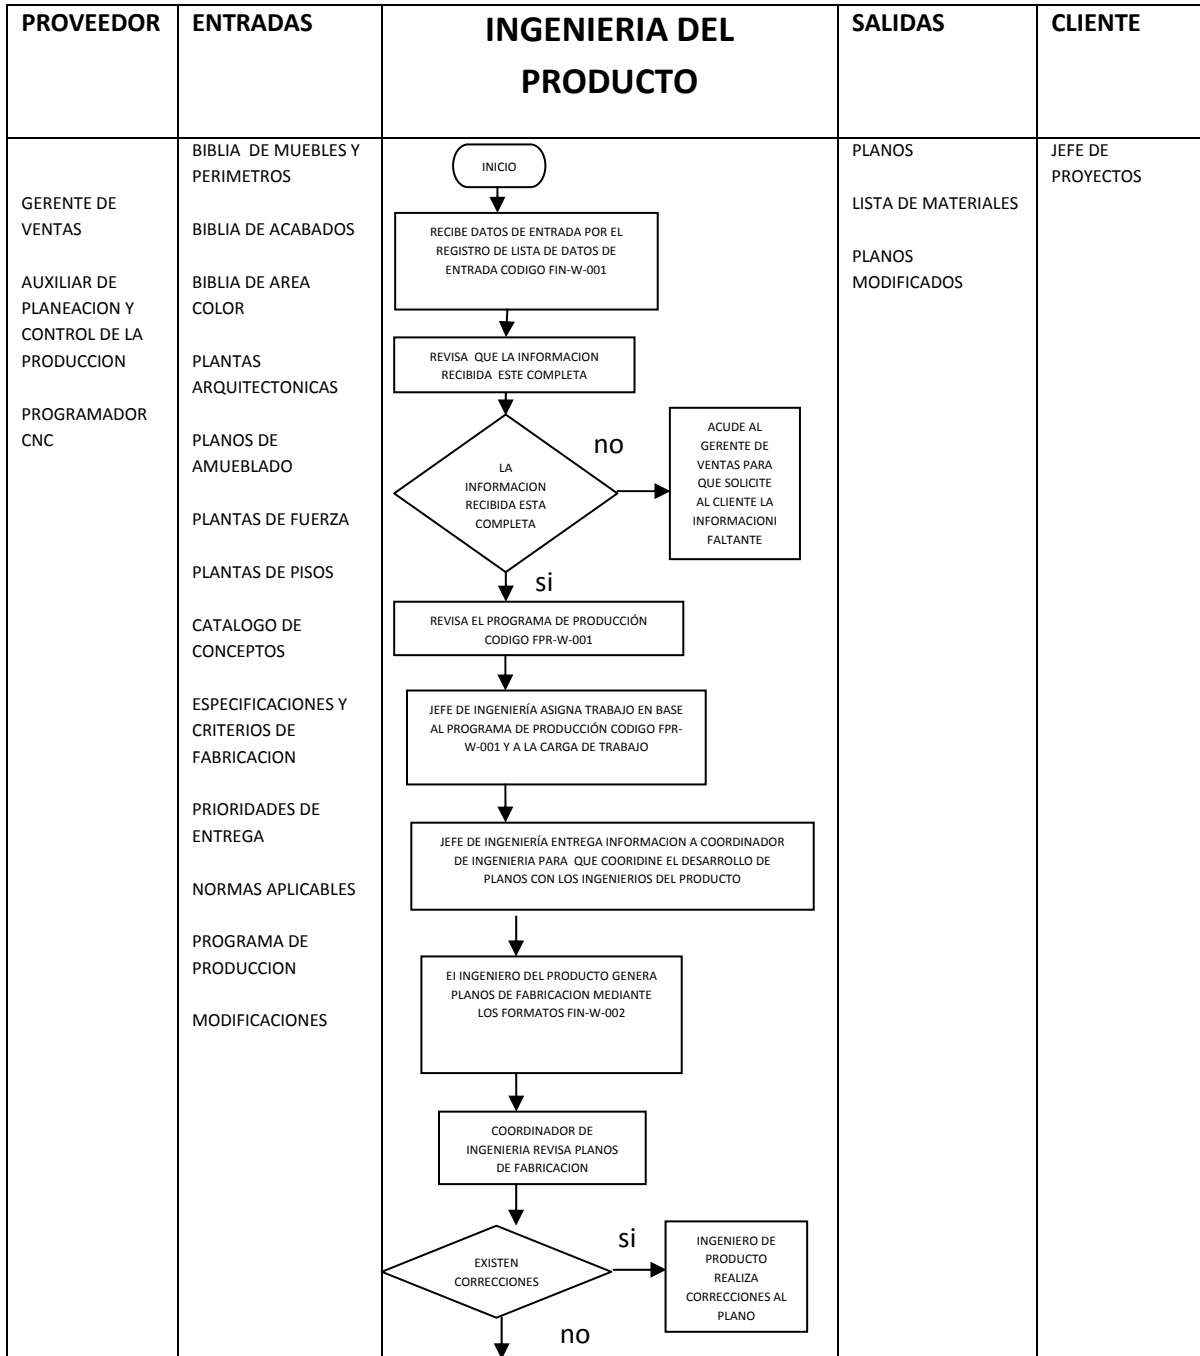 PROVEEDOR
ENTRADAS
INGENIERIA DEL
PRODUCTO
SALIDAS
CLIENTE
GERENTE DE
VENTAS
AUXILIAR DE
PLANEACION Y
CONTROL DE LA
PRODUCCION
PROGRAMADOR
CNC
BIBLIA DE MUEBLES Y
PERIMETROS
BIBLIA DE ACABADOS
BIBLIA DE AREA
COLOR
PLANTAS
ARQUITECTONICAS
PLANOS DE
AMUEBLADO
PLANTAS DE FUERZA
PLANTAS DE PISOS
CATALOGO DE
CONCEPTOS
ESPECIFICACIONES Y
CRITERIOS DE
FABRICACION
PRIORIDADES DE
ENTREGA
NORMAS APLICABLES
PROGRAMA DE
PRODUCCION
MODIFICACIONES
INICIO
RECIBE DATOS DE ENTRADA POR EL
REGISTRO DE LISTA DE DATOS DE
ENTRADA CODIGO FIN-W-001
REVISA QUE LA INFORMACION
RECIBIDA ESTE COMPLETA
LA
INFORMACION
RECIBIDA ESTA
COMPLETA
no
ACUDE AL
GERENTE DE
VENTAS PARA
QUE SOLICITE
AL CLIENTE LA
INFORMACIONI
FALTANTE
si
REVISA EL PROGRAMA DE PRODUCCIÓN
CODIGO FPR-W-001
JEFE DE INGENIERÍA ASIGNA TRABAJO EN BASE
AL PROGRAMA DE PRODUCCIÓN CODIGO FPR-
W-001 Y A LA CARGA DE TRABAJO
JEFE DE INGENIERÍA ENTREGA INFORMACION A COORDINADOR
DE INGENIERIA PARA QUE COORIDINE EL DESARROLLO DE
PLANOS CON LOS INGENIERIOS DEL PRODUCTO
El INGENIERO DEL PRODUCTO GENERA
PLANOS DE FABRICACION MEDIANTE
LOS FORMATOS FIN-W-002
COORDINADOR DE
INGENIERIA REVISA PLANOS
DE FABRICACION
EXISTEN
CORRECCIONES
si
INGENIERO DE
PRODUCTO
REALIZA
CORRECCIONES AL
PLANO
no
PLANOS
LISTA DE MATERIALES
PLANOS
MODIFICADOS
JEFE DE
PROYECTOS